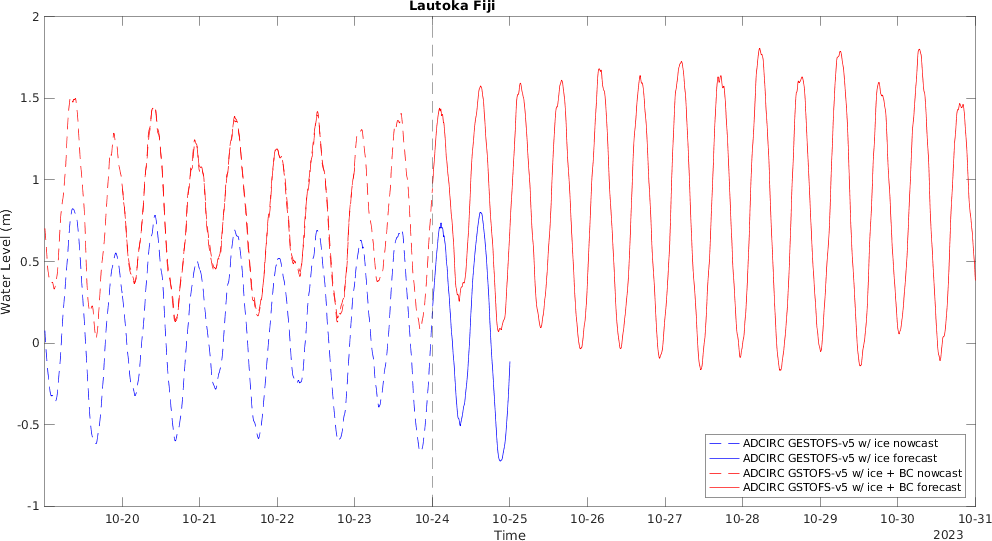 Lautoka Fiji
2
1.5
1
0.5
0
-0.5
-1
Water Level (m)
ADCIRC GESTOFS-v5 w/ ice nowcast
ADCIRC GESTOFS-v5 w/ ice forecast
ADCIRC GSTOFS-v5 w/ ice + BC nowcast
ADCIRC GSTOFS-v5 w/ ice + BC forecast
10-20 10-21 10-22 10-23 10-24 10-25 10-26 10-27 10-28 10-29 10-30 10-31
Time
2023